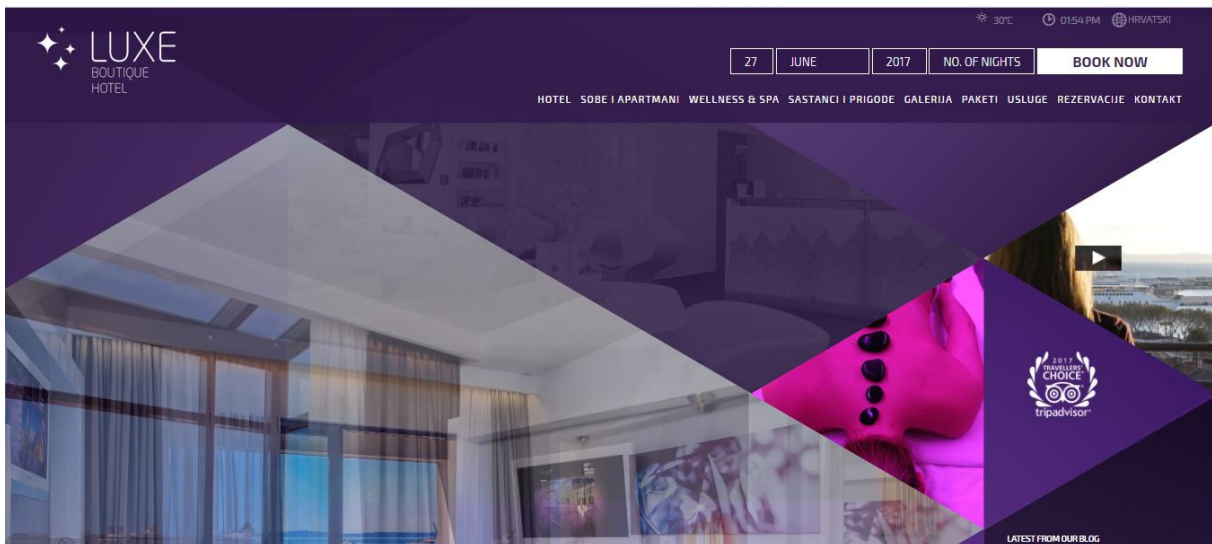 30°C 01:54 PM HRVATSKI
LUXE
BOUTIQUE
HOTEL
27 JUNE 2017 NO. OF NIGHTS BOOK NOW
HOTEL SOBE I APARTMANI WELLNESS & SPA SASTANCI I PRIGODE GALERIJA PAKETI USLUGE REZERVACIJE KONTAKT
2017
TRAVELLERS'
CHOICE
tripadvisor®
LATEST FROM OUR BLOG